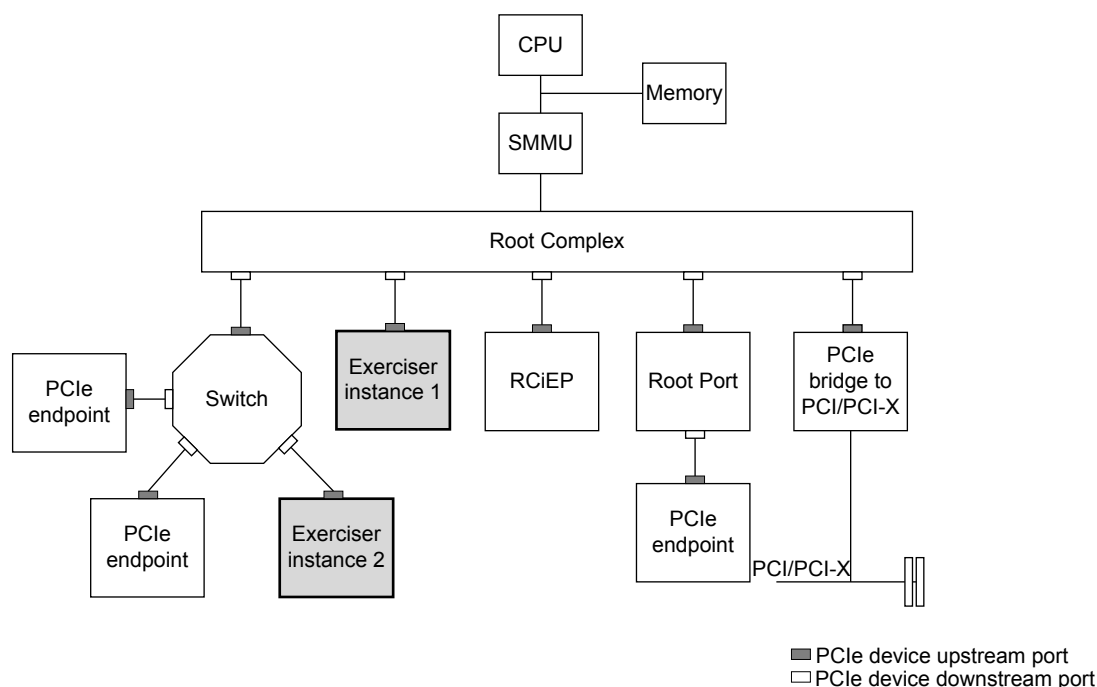 CPU
Memory
SMMU
Root Complex
PCIe
endpoint
Switch
Exerciser
instance 1
RCiEP
Root Port
PCIe
bridge to
PCI/PCI-X
PCIe
endpoint
Exerciser
instance 2
PCIe
endpoint
PCI/PCI-X
PCIe device upstream port
PCIe device downstream port